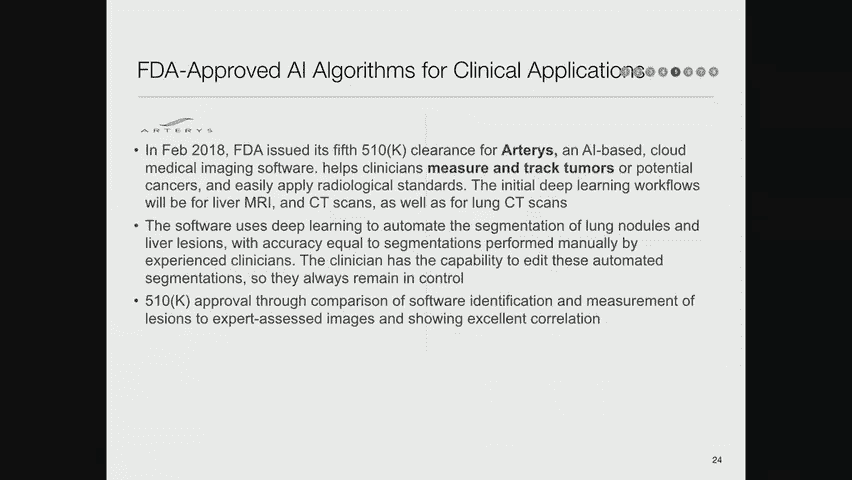 FDA-Approved AI Algorithms for Clinical Applications
ARTERYS
• In Feb 2018, FDA issued its fifth 510(K) clearance for Arterys, an AI-based, cloud
medical imaging software. helps clinicians measure and track tumors or potential
cancers, and easily apply radiological standards. The initial deep learning workflows
will be for liver MRI, and CT scans, as well as for lung CT scans
• The software uses deep learning to automate the segmentation of lung nodules and
liver lesions, with accuracy equal to segmentations performed manually by
experienced clinicians. The clinician has the capability to edit these automated
segmentations, so they always remain in control
• 510(K) approval through comparison of software identification and measurement of
lesions to expert-assessed images and showing excellent correlation
24